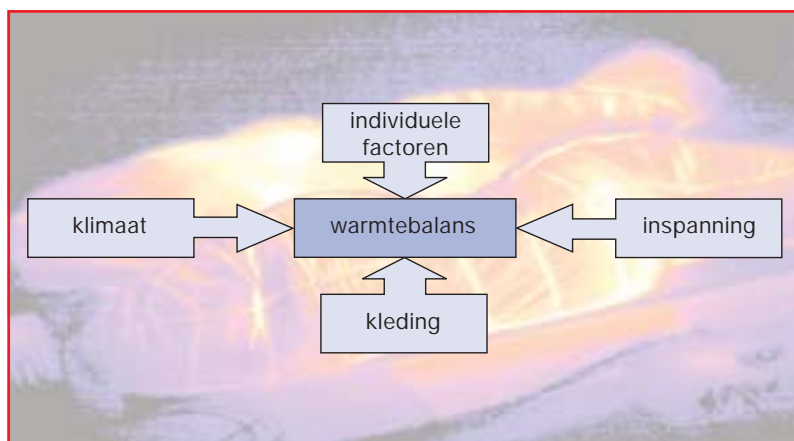 individuele
factoren
klimaat
warmtebalans
inspanning
kleding